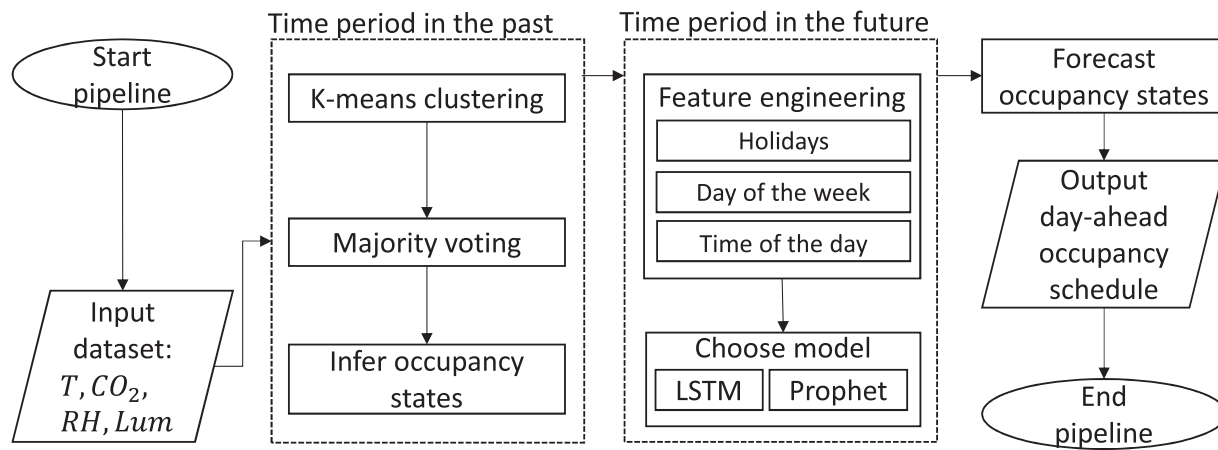 Start
pipeline
Input
dataset:
T, CO₂,
RH, Lum
Time period in the past
K-means clustering
Majority voting
Infer occupancy
states
Time period in the future
Feature engineering
Holidays
Day of the week
Time of the day
Choose model
LSTM
Prophet
Forecast
occupancy states
Output
day-ahead
occupancy
schedule
End
pipeline